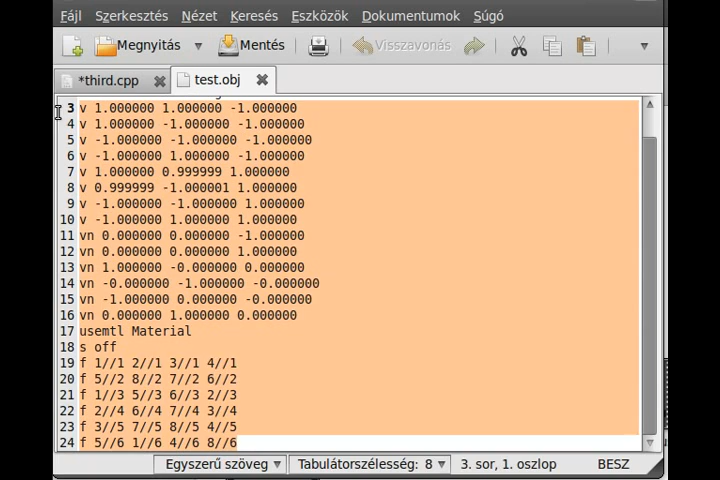 Fájl Szerkesztés Nézet Keresés Eszközök Dokumentumok Súgó
Megnyitás Mentés Visszavonás
*third.cpp test.obj
3 v 1.000000 1.000000 -1.000000
4 v 1.000000 -1.000000 -1.000000
5 v -1.000000 -1.000000 -1.000000
6 v -1.000000 1.000000 -1.000000
7 v 1.000000 0.999999 1.000000
8 v 0.999999 -1.000001 1.000000
9 v -1.000000 -1.000000 1.000000
10 v -1.000000 1.000000 1.000000
11 vn 0.000000 0.000000 -1.000000
12 vn 0.000000 0.000000 1.000000
13 vn 1.000000 -0.000000 0.000000
14 vn -0.000000 -1.000000 -0.000000
15 vn -1.000000 0.000000 -0.000000
16 vn 0.000000 1.000000 0.000000
17 usemtl Material
18 s off
19 f 1//1 2//1 3//1 4//1
20 f 5//2 8//2 7//2 6//2
21 f 1//3 5//3 6//3 2//3
22 f 2//4 6//4 7//4 3//4
23 f 3//5 7//5 8//5 4//5
24 f 5//6 1//6 4//6 8//6
Egyszerű szöveg Tabulátorszélesség: 8 3. sor, 1. oszlop BESZ